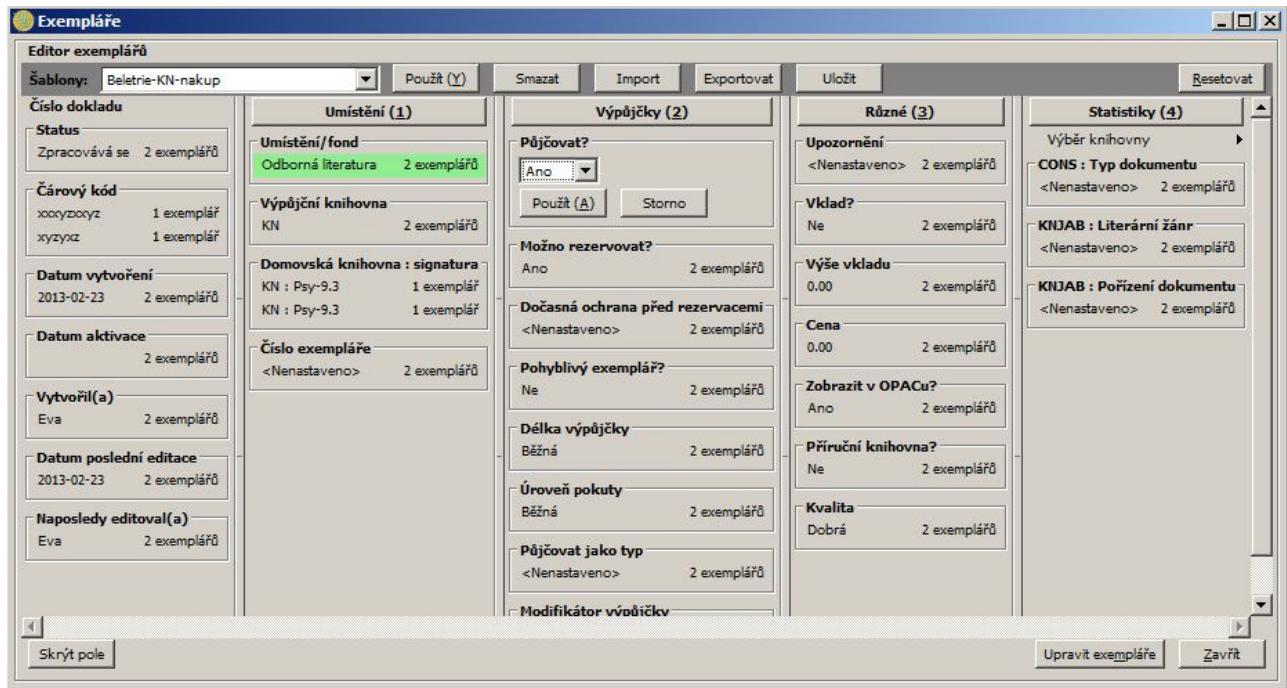 Exempláře
Editor exemplářů
Šablony: Beletrie-KN-nakup Použít (Y) Smazat Import Exportovat Uložit Resetovat
Číslo dokladu
Status
Zpracovává se 2 exemplářů
Čárový kód
xxxyzxxyz 1 exemplář
xyzyxz 1 exemplář
Datum vytvoření
2013-02-23 2 exemplářů
Datum aktivace
2 exemplářů
Vytvořil(a)
Eva 2 exemplářů
Datum poslední editace
2013-02-23 2 exemplářů
Naposledy editoval(a)
Eva 2 exemplářů
Umístění (1)
Umístění/fond
Odborná literatura 2 exemplářů
Výpůjční knihovna
KN 2 exemplářů
Domovská knihovna : signatura
KN : Psy-9.3 1 exemplář
KN : Psy-9.3 1 exemplář
Číslo exempláře
<Nenastaveno> 2 exemplářů
Výpůjčky (2)
Půjčovat?
Ano
Použít (A) Storno
Možno rezervovat?
Ano 2 exemplářů
Dočasná ochrana před rezervacemi
<Nenastaveno> 2 exemplářů
Pohyblivý exemplář?
Ne 2 exemplářů
Délka výpůjčky
Běžná 2 exemplářů
Úroveň pokuty
Běžná 2 exemplářů
Půjčovat jako typ
<Nenastaveno> 2 exemplářů
Modifikátor výpůjčky
Různé (3)
Upozornění
<Nenastaveno> 2 exemplářů
Vklad?
Ne 2 exemplářů
Výše vkladu
0.00 2 exemplářů
Cena
0.00 2 exemplářů
Zobrazit v OPACu?
Ano 2 exemplářů
Příruční knihovna?
Ne 2 exemplářů
Kvalita
Dobrá 2 exemplářů
Statistiky (4)
Výběr knihovny
CONS : Typ dokumentu
<Nenastaveno> 2 exemplářů
KNJAB : Literární žánr
<Nenastaveno> 2 exemplářů
KNJAB : Pořízení dokumentu
<Nenastaveno> 2 exemplářů
Skrýt pole Upravit exempláře Zavřít